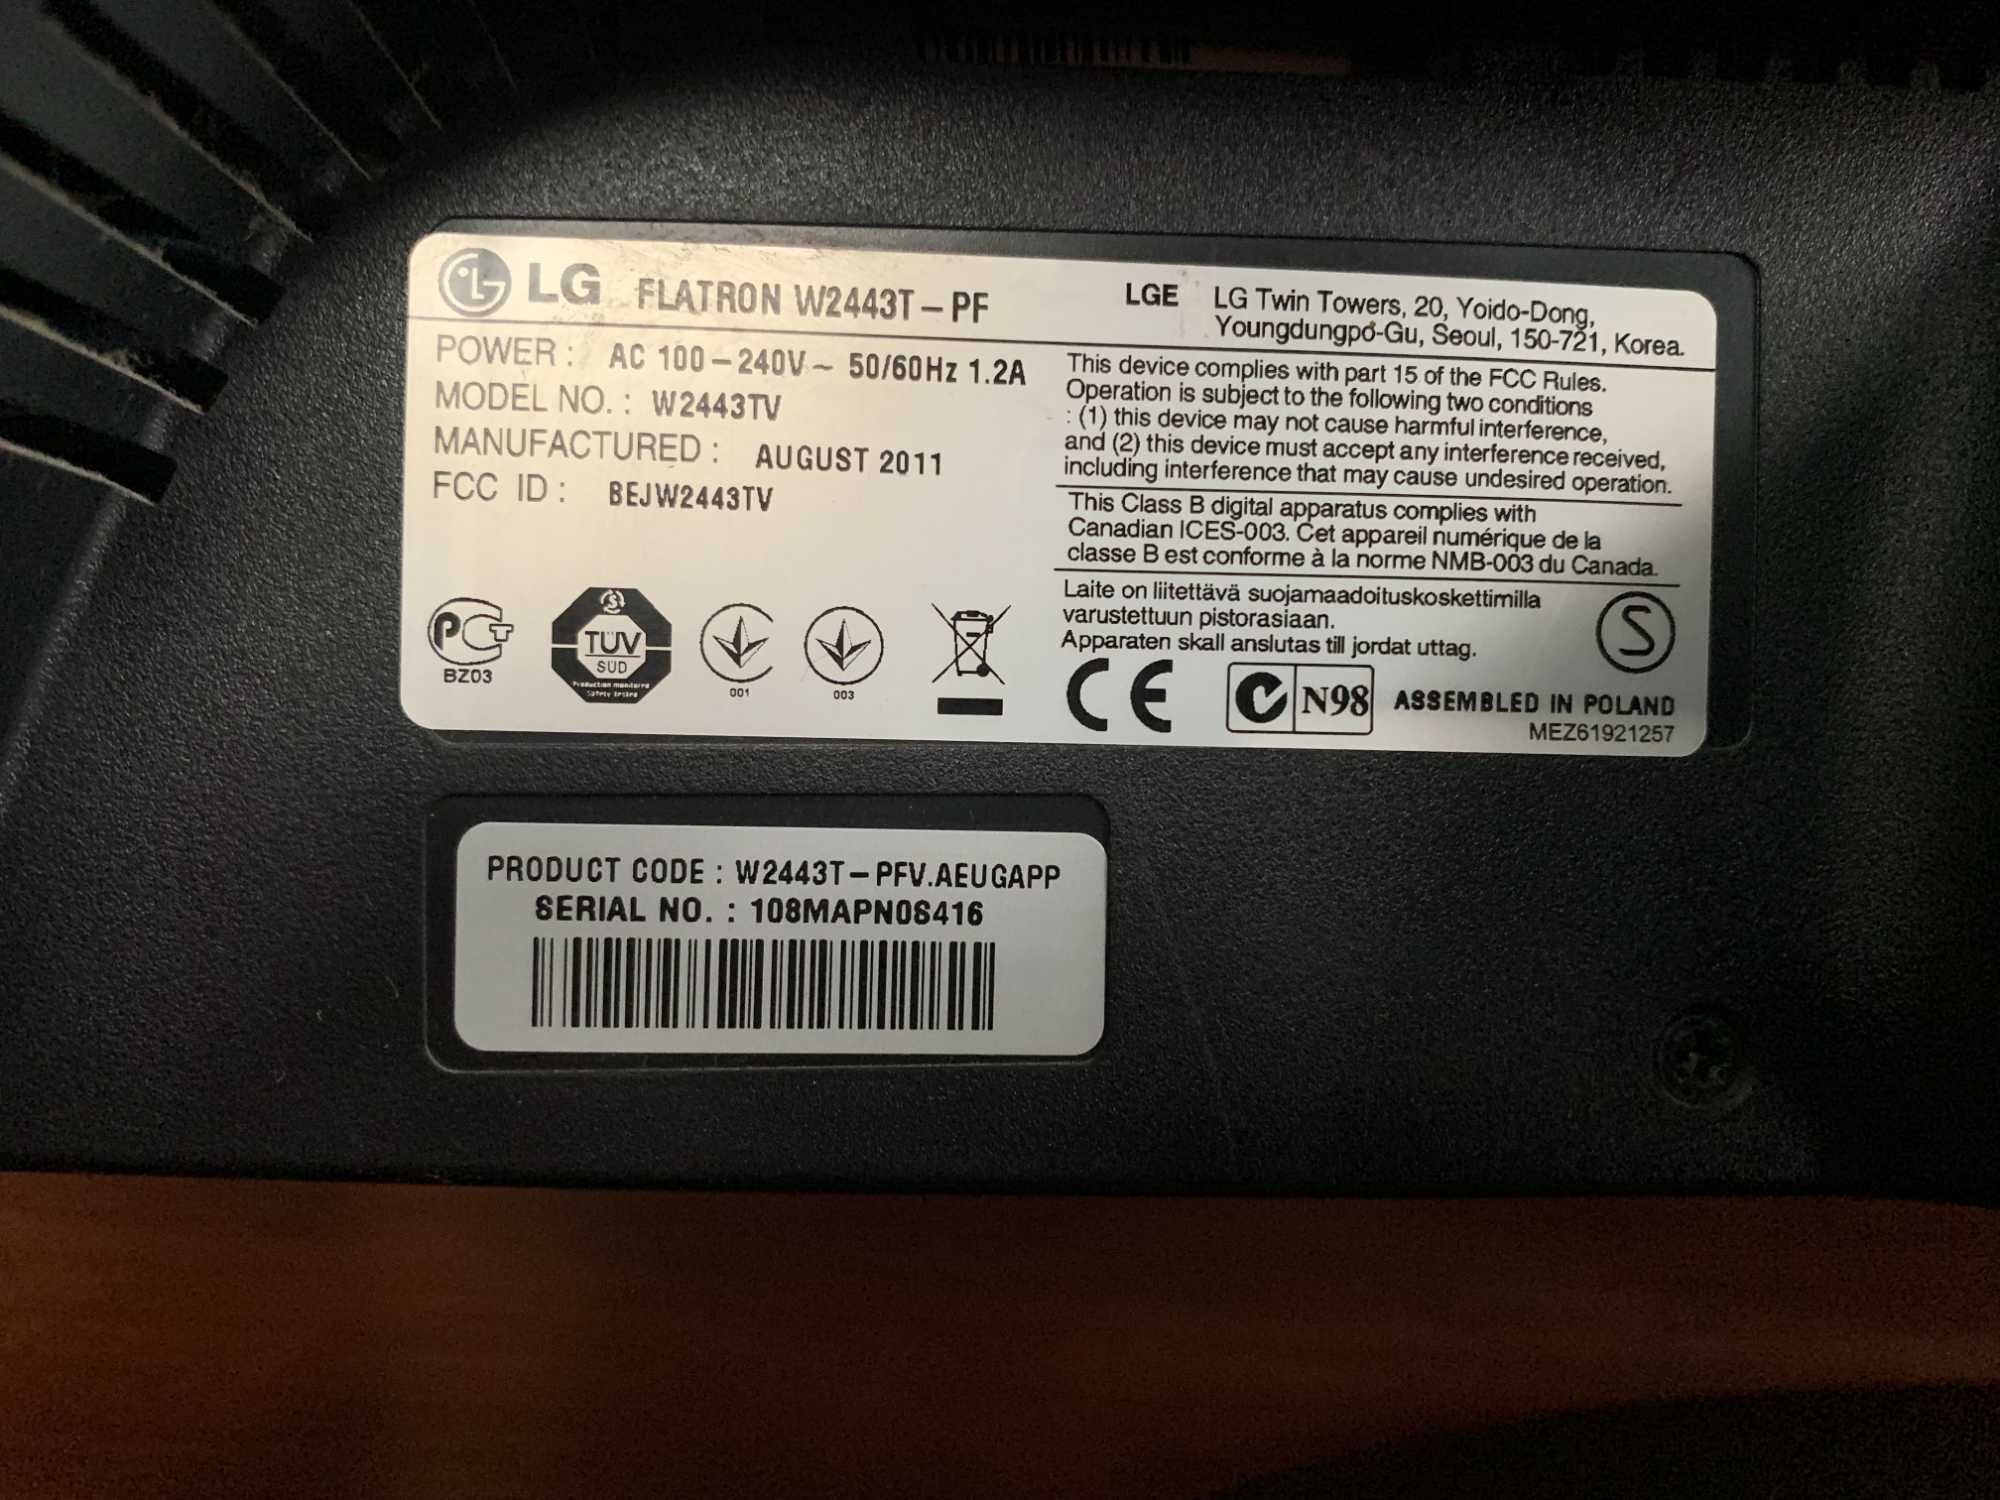 LG FLATRON W2443T-PF
LGE LG Twin Towers, 20, Yoido-Dong,
Youngdungpo-Gu, Seoul, 150-721, Korea.
POWER : AC 100-240V~ 50/60Hz 1.2A
MODEL NO. : W2443TV
MANUFACTURED : AUGUST 2011
FCC ID : BEJW2443TV
This device complies with part 15 of the FCC Rules.
Operation is subject to the following two conditions
: (1) this device may not cause harmful interference,
and (2) this device must accept any interference received,
including interference that may cause undesired operation.
This Class B digital apparatus complies with
Canadian ICES-003. Cet appareil numérique de la
classe B est conforme à la norme NMB-003 du Canada.
Laite on liitettävä suojamaadoituskoskettimilla
varustettuun pistorasiaan.
Apparaten skall anslutas till jordat uttag.
S
PCT
BZ03
TÜV
SÜD
Production monitored
Safety tested
001
003
CE
N98
ASSEMBLED IN POLAND
MEZ61921257
PRODUCT CODE : W2443T-PFV.AEUGAPP
SERIAL NO. : 108MAPN0S416